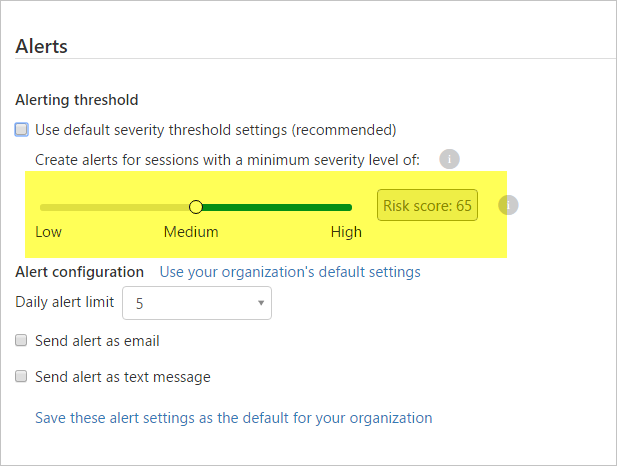 Alerts
Alerting threshold
Use default severity threshold settings (recommended)
Create alerts for sessions with a minimum severity level of: i
Risk score: 65 i
Low Medium High
Alert configuration Use your organization's default settings
Daily alert limit 5
Send alert as email
Send alert as text message
Save these alert settings as the default for your organization